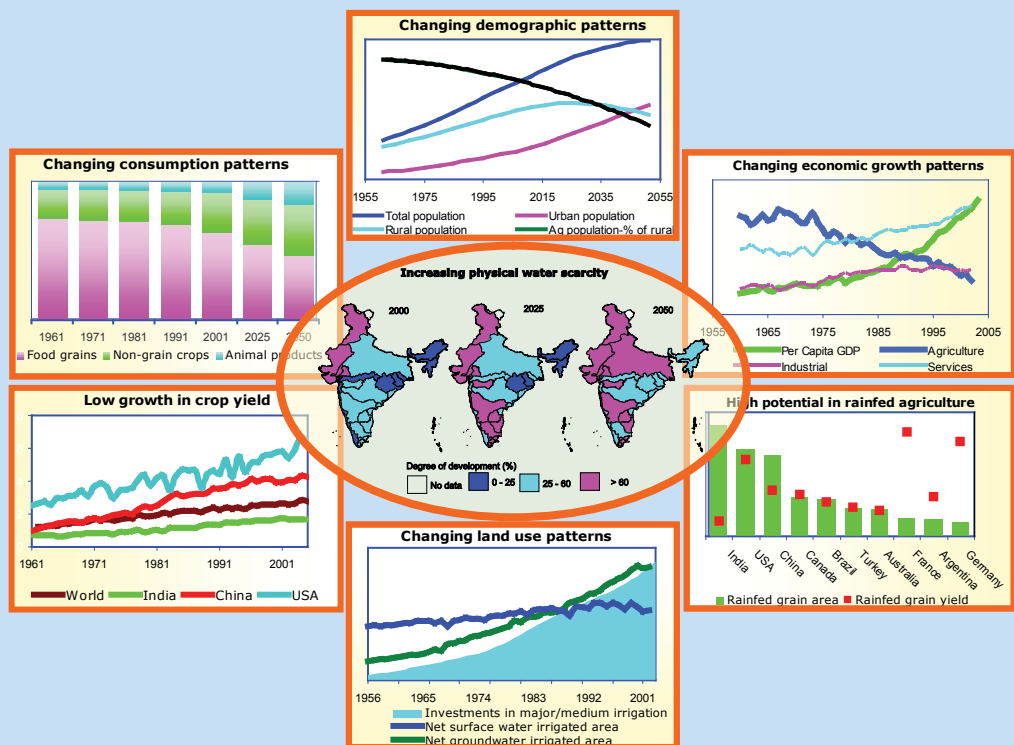 Changing demographic patterns
1955 1975 1995 2015 2035 2055
Total population Urban population
Rural population Ag population-% of rural
Changing consumption patterns
1961 1971 1981 1991 2001 2025 2050
Food grains Non-grain crops Animal products
Changing economic growth patterns
1955 1965 1975 1985 1995 2005
Per Capita GDP Agriculture
Industrial Services
Increasing physical water scarcity
2000 2025 2050
Degree of development (%)
No data 0 - 25 25 - 60 > 60
Low growth in crop yield
1961 1971 1981 1991 2001
World India China USA
High potential in rainfed agriculture
India USA China Canada Brazil Turkey Australia France Argentina Germany
Rainfed grain area Rainfed grain yield
Changing land use patterns
1956 1965 1974 1983 1992 2001
Investments in major/medium irrigation
Net surface water irrigated area
Net groundwater irrigated area